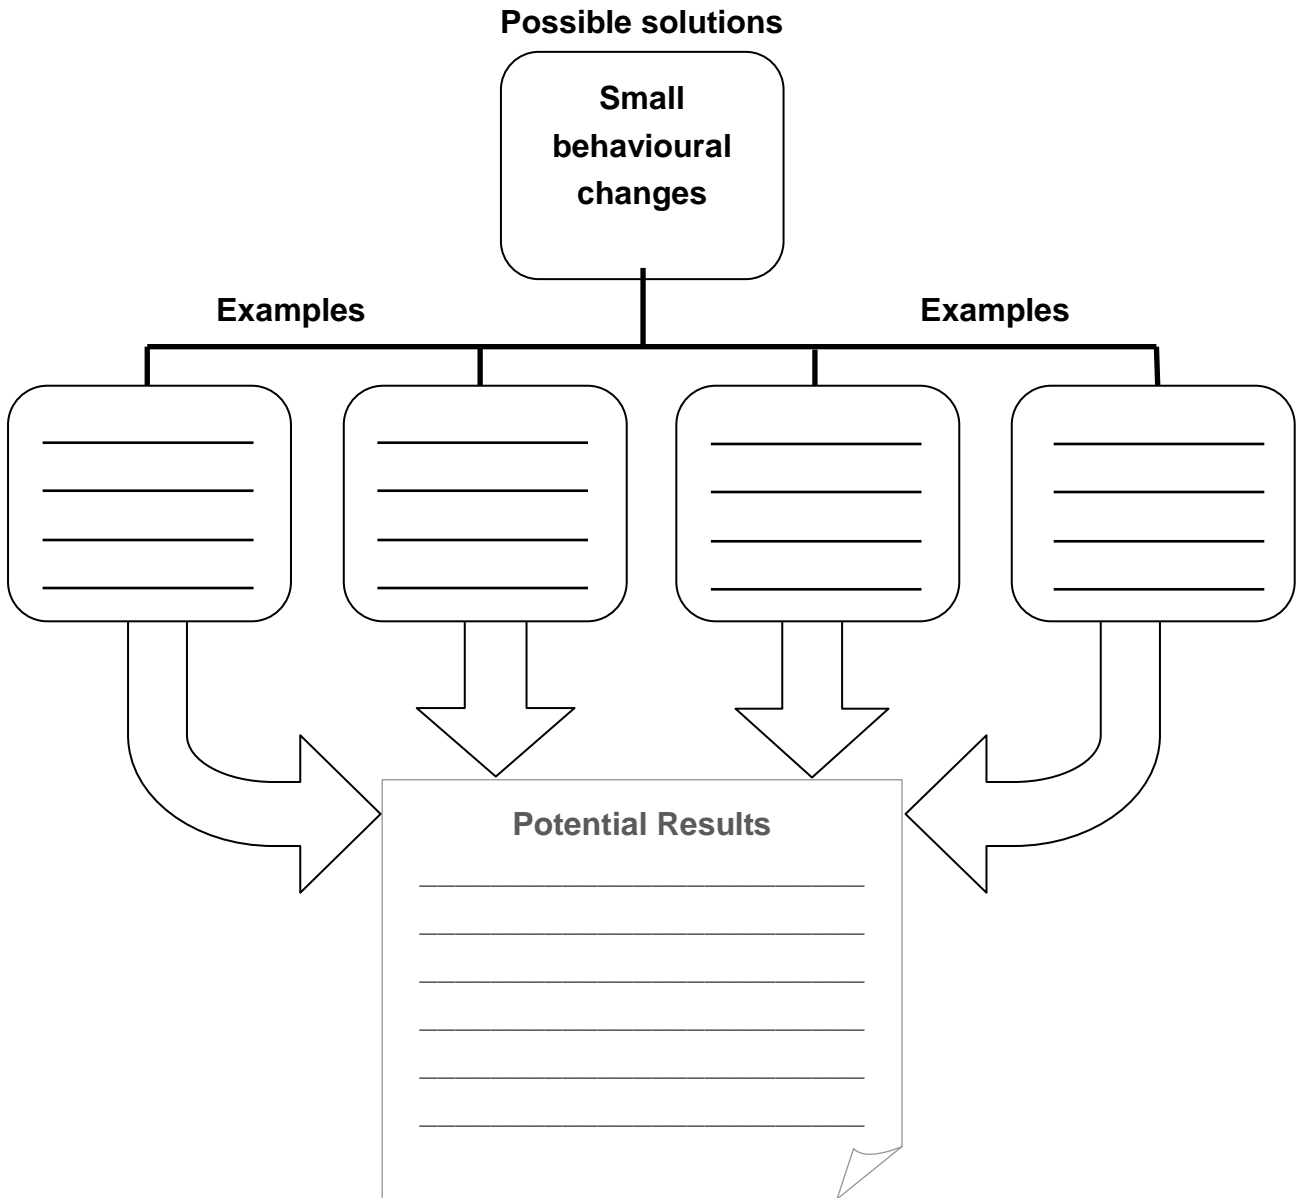 Possible solutions
Small
behavioural
changes
Examples
Examples
Potential Results